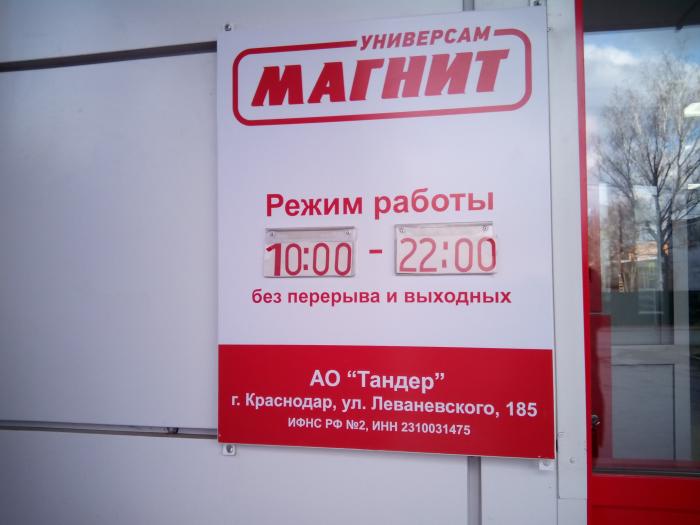 УНИВЕРСАМ
МАГНИТ
Режим работы
10:00 - 22:00
без перерыва и выходных
АО “Тандер”
г. Краснодар, ул. Леваневского, 185
ИФНС РФ №2, ИНН 2310031475